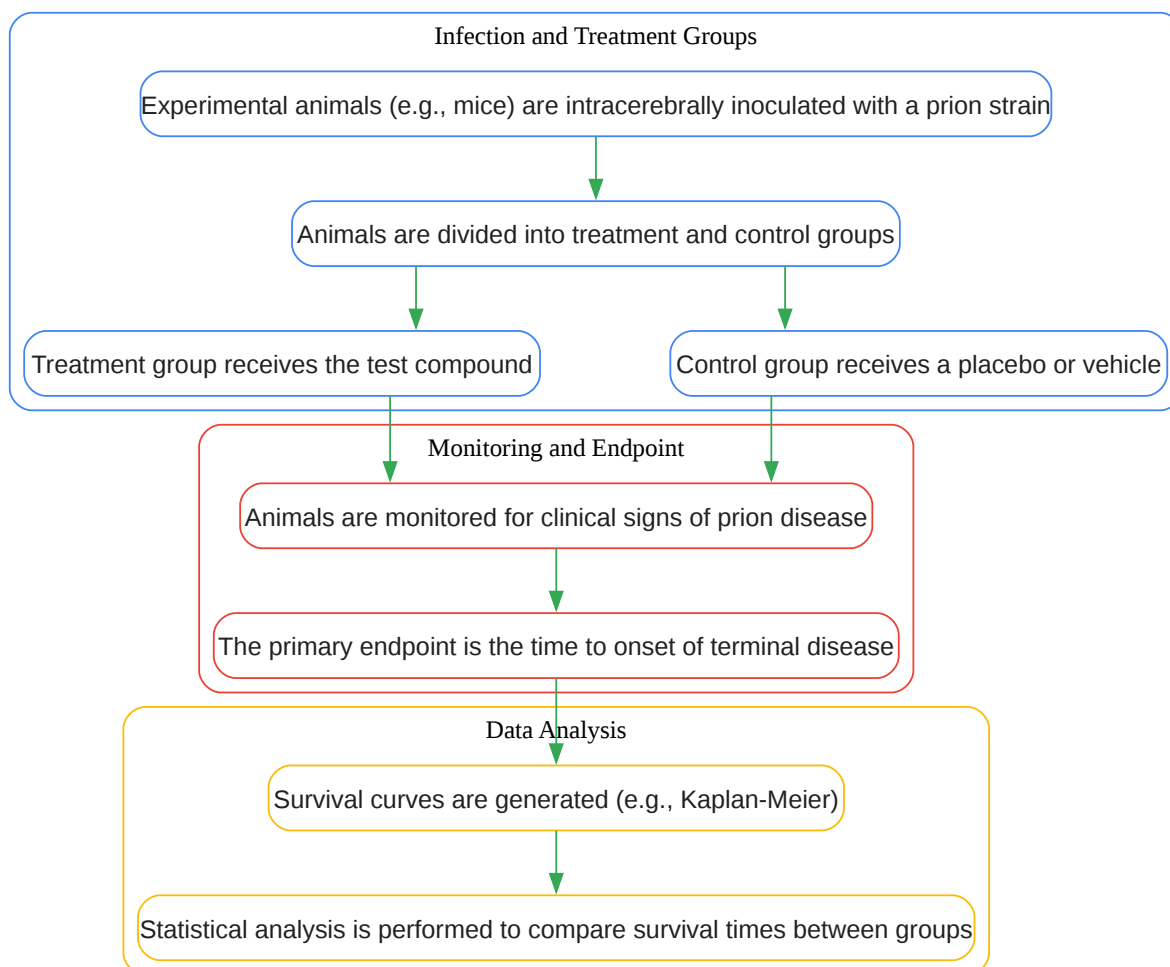 Infection and Treatment Groups
Experimental animals (e.g., mice) are intracerebrally inoculated with a prion strain
Animals are divided into treatment and control groups
Treatment group receives the test compound
Control group receives a placebo or vehicle
Monitoring and Endpoint
Animals are monitored for clinical signs of prion disease
The primary endpoint is the time to onset of terminal disease
Data Analysis
Survival curves are generated (e.g., Kaplan-Meier)
Statistical analysis is performed to compare survival times between groups